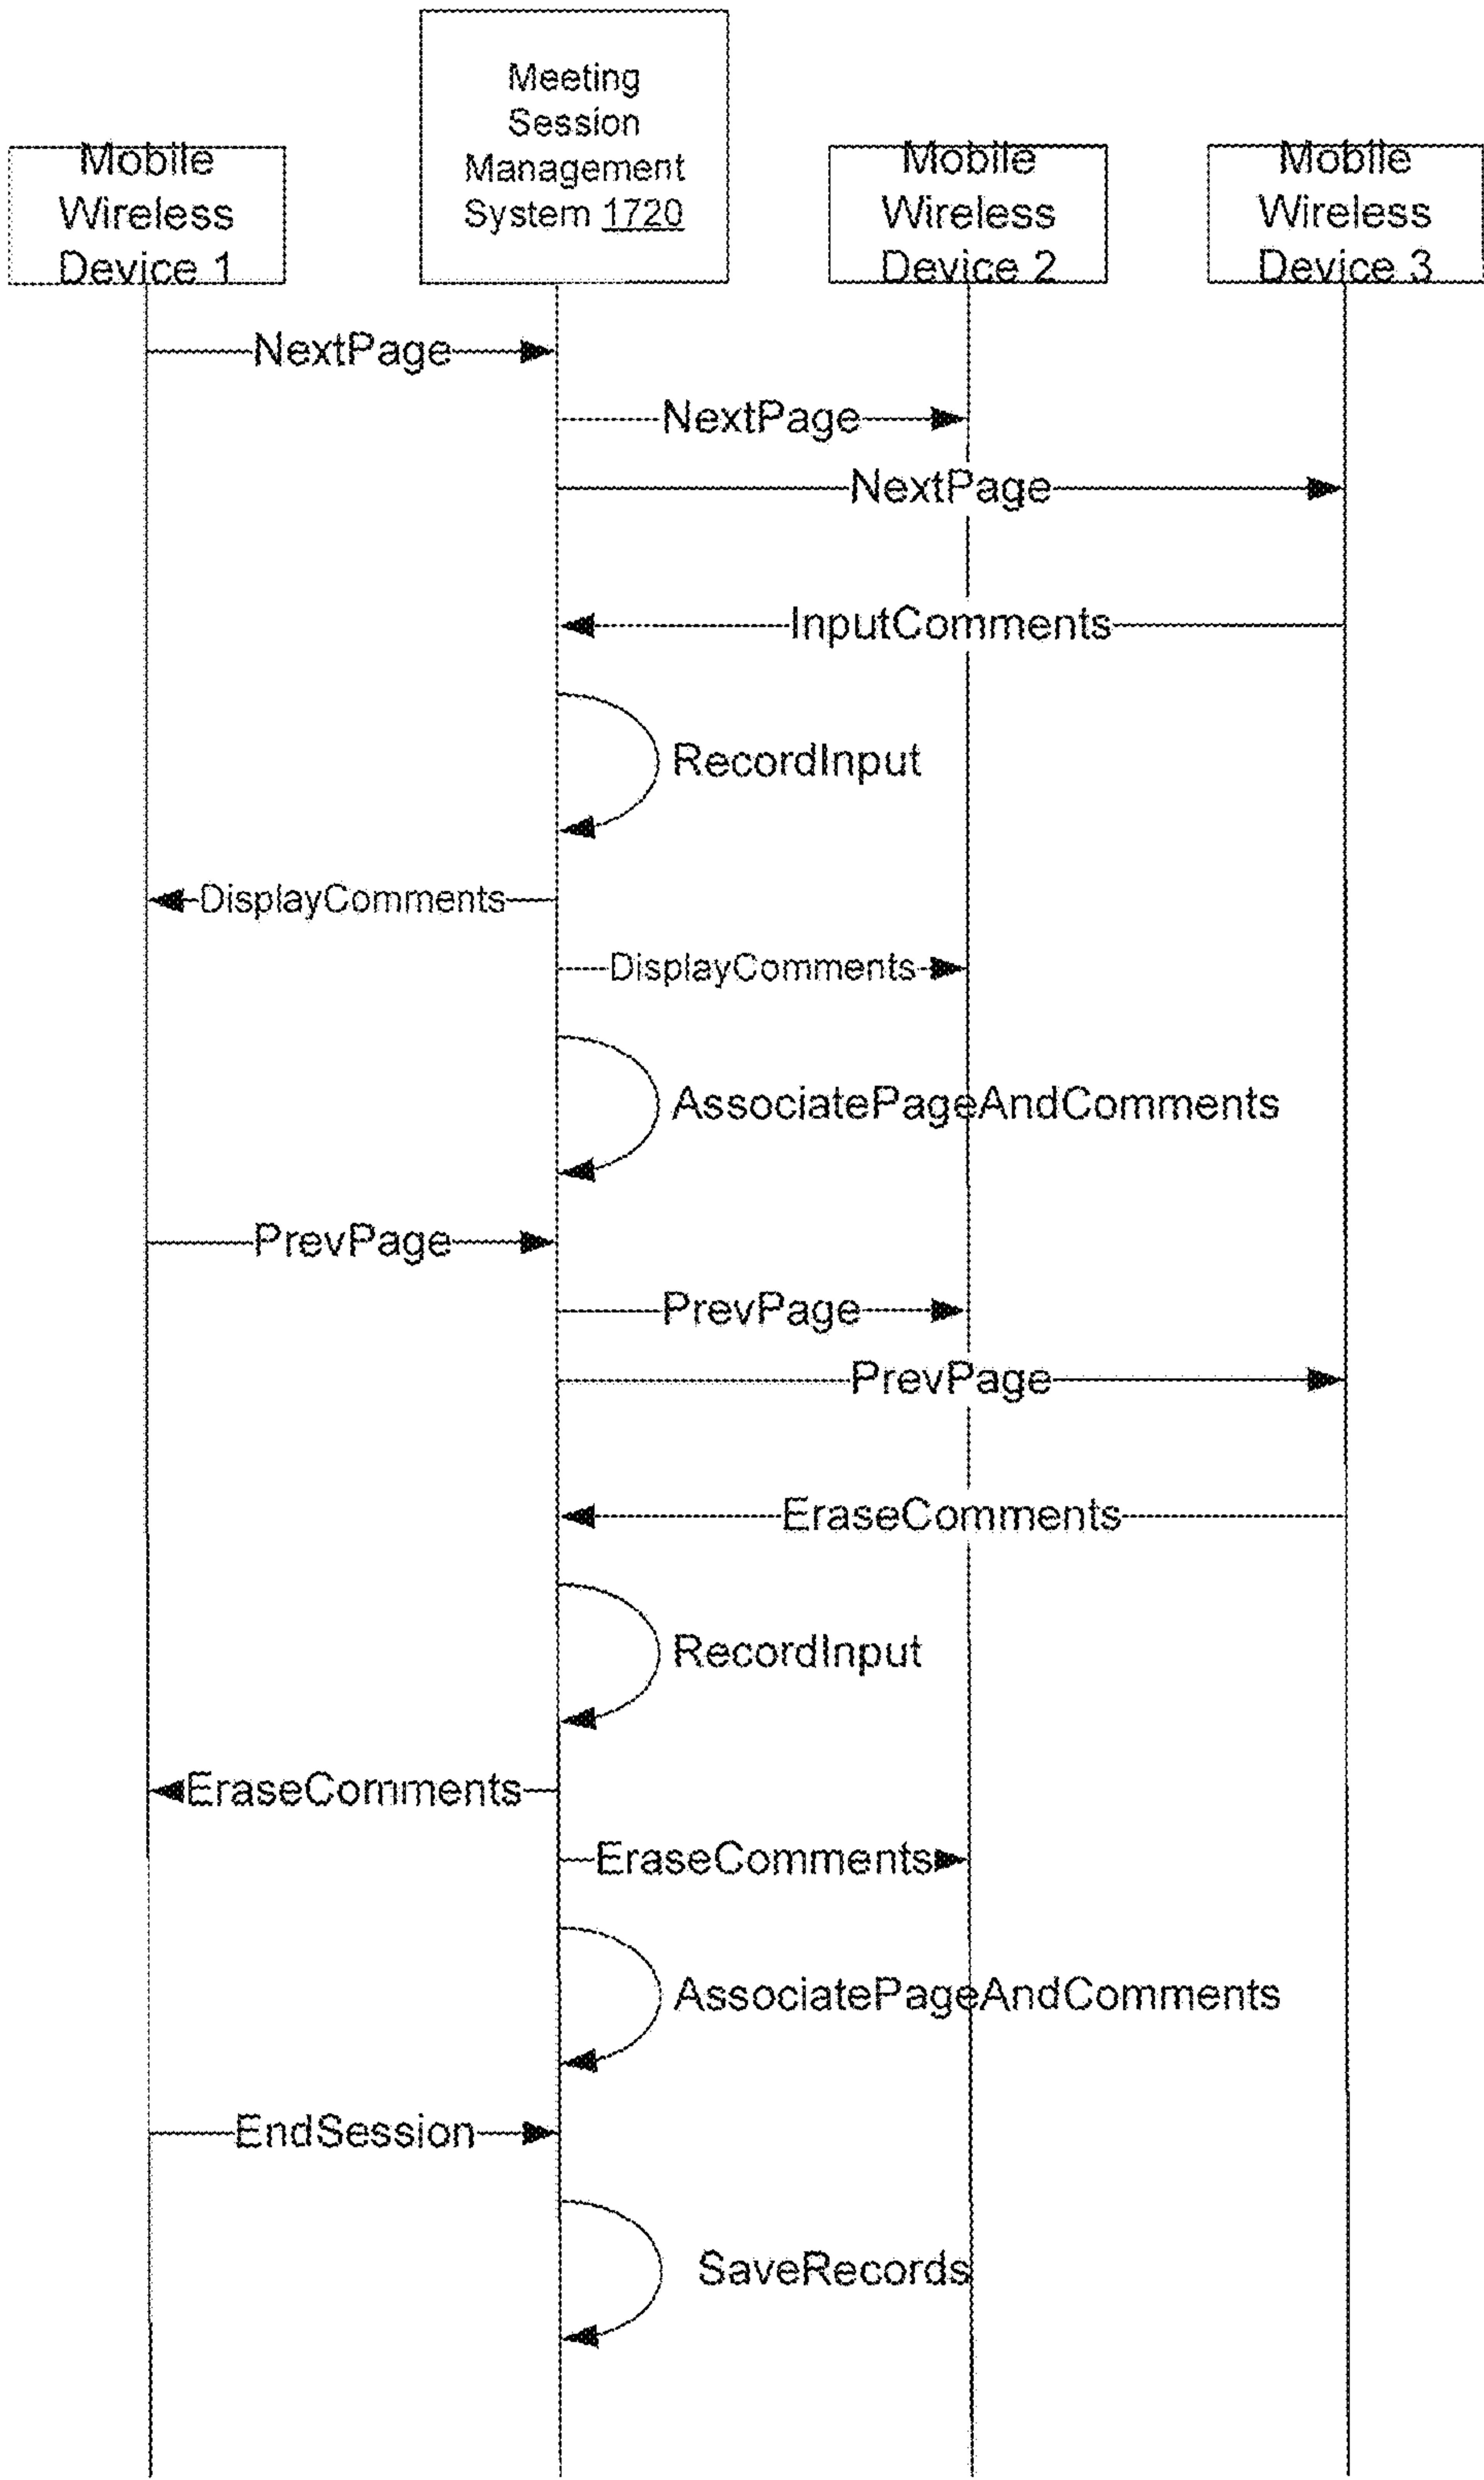 Meeting
Session
Management
System 1720
Mobile
Wireless
Device 1
Mobile
Wireless
Device 2
Mobile
Wireless
Device 3
NextPage
NextPage
NextPage
InputComments
RecordInput
DisplayComments
DisplayComments
AssociatePageAndComments
PrevPage
PrevPage
PrevPage
EraseComments
RecordInput
EraseComments
EraseComments
AssociatePageAndComments
EndSession
SaveRecords